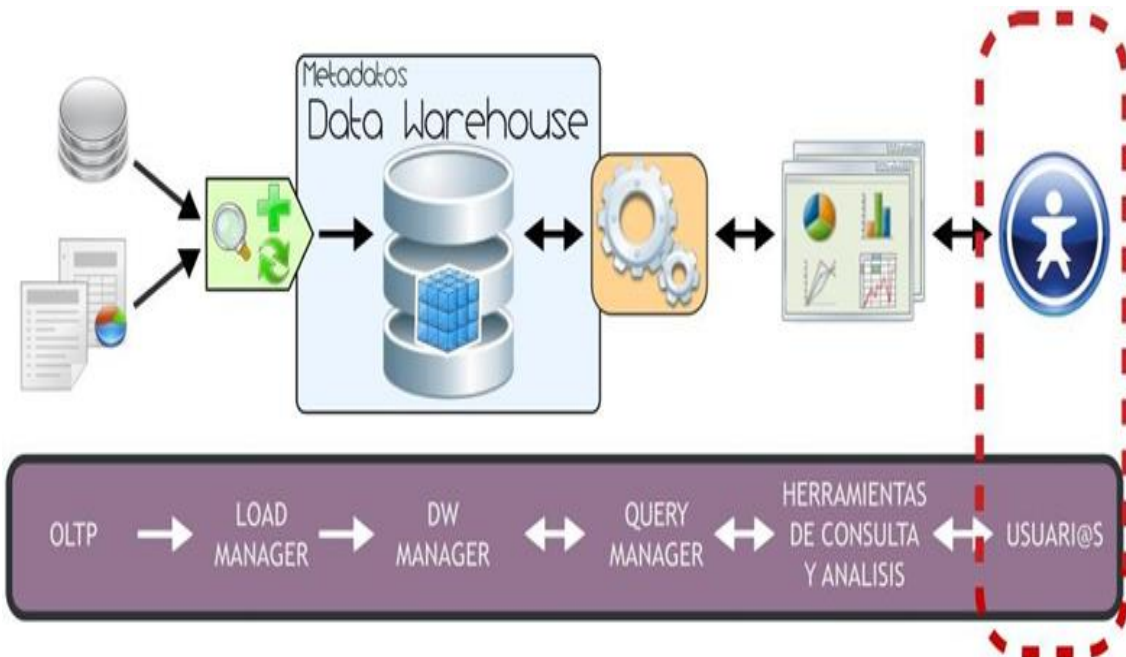 Metadatos
Data Warehouse
OLTP
LOAD
MANAGER
DW
MANAGER
QUERY
MANAGER
HERRAMIENTAS
DE CONSULTA
Y ANALISIS
USUARI@S